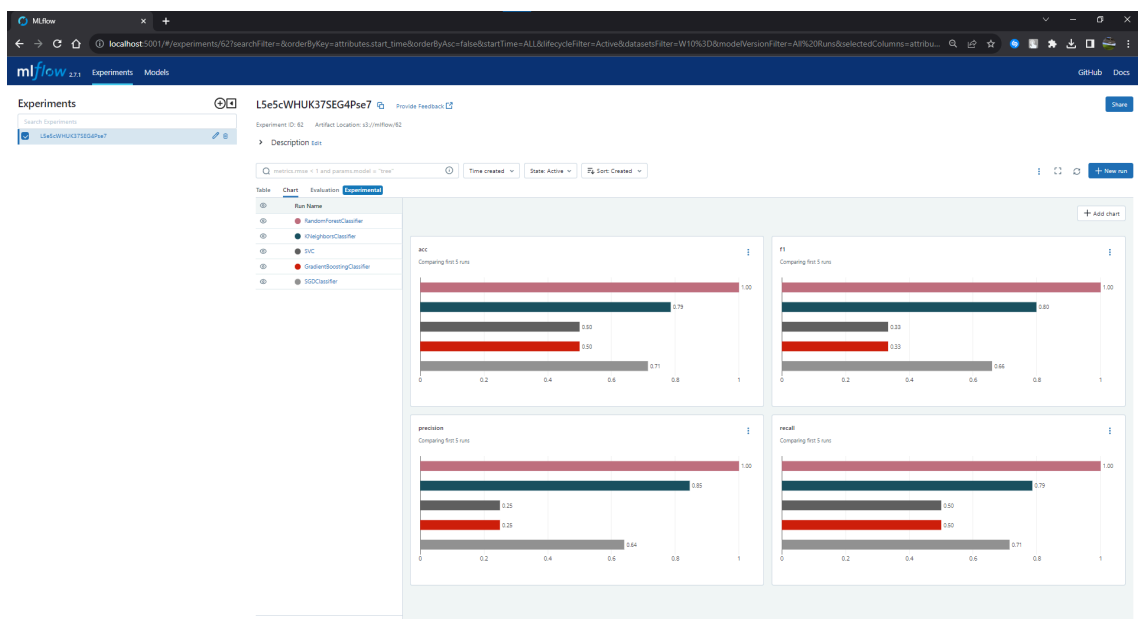 MLflow
localhost:5001/#/experiments/62?searchFilter=&orderByKey=attributes.start_time&orderByAsc=false&startTime=ALL&lifecycleFilter=Active&datasetsFilter=W10%3D&modelVersionFilter=All%20Runs&selectedColumns=attribu...
mlflow 2.7.1 Experiments Models GitHub Docs
Experiments
Search Experiments
L5e5cWHUK37SEG4Pse7
L5e5cWHUK37SEG4Pse7 Provide Feedback Share
Experiment ID: 62 Artifact Location: s3://mlflow/62
Description Edit
metrics.rmse < 1 and params.model = "tree" Time created State: Active Sort: Created + New run
Table Chart Evaluation Experimental
Run Name
RandomForestClassifier
KNeighborsClassifier
SVC
GradientBoostingClassifier
SGDClassifier
+ Add chart
acc
Comparing first 5 runs
1.00
0.79
0.50
0.50
0.71
0 0.2 0.4 0.6 0.8 1
f1
Comparing first 5 runs
1.00
0.80
0.33
0.33
0.66
0 0.2 0.4 0.6 0.8 1
precision
Comparing first 5 runs
1.00
0.85
0.25
0.25
0.64
0 0.2 0.4 0.6 0.8 1
recall
Comparing first 5 runs
1.00
0.79
0.50
0.50
0.71
0 0.2 0.4 0.6 0.8 1